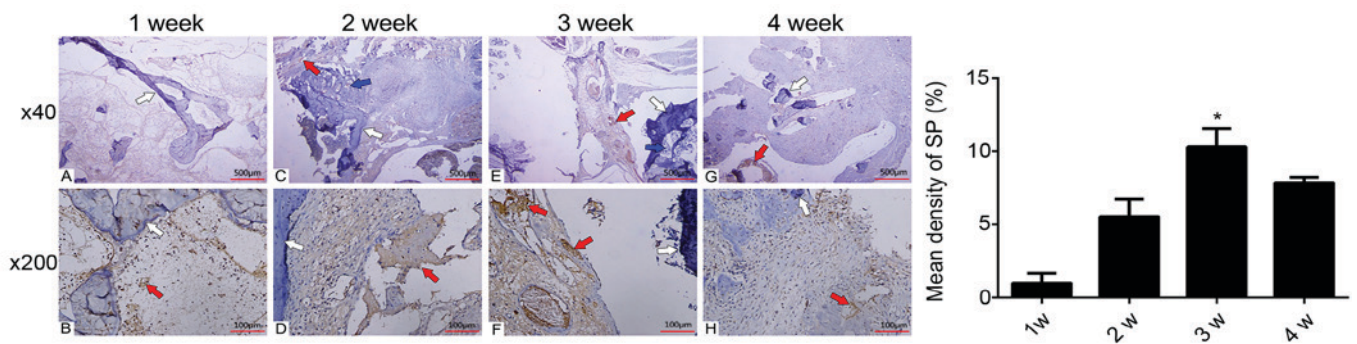 1 week 2 week 3 week 4 week
x40
A 500μm C 500μm E 500μm G 500μm
x200
B 100μm D 100μm F 100μm H 100μm
Mean density of SP (%)
15
10
5
0
*
1w 2 w 3 w 4 w